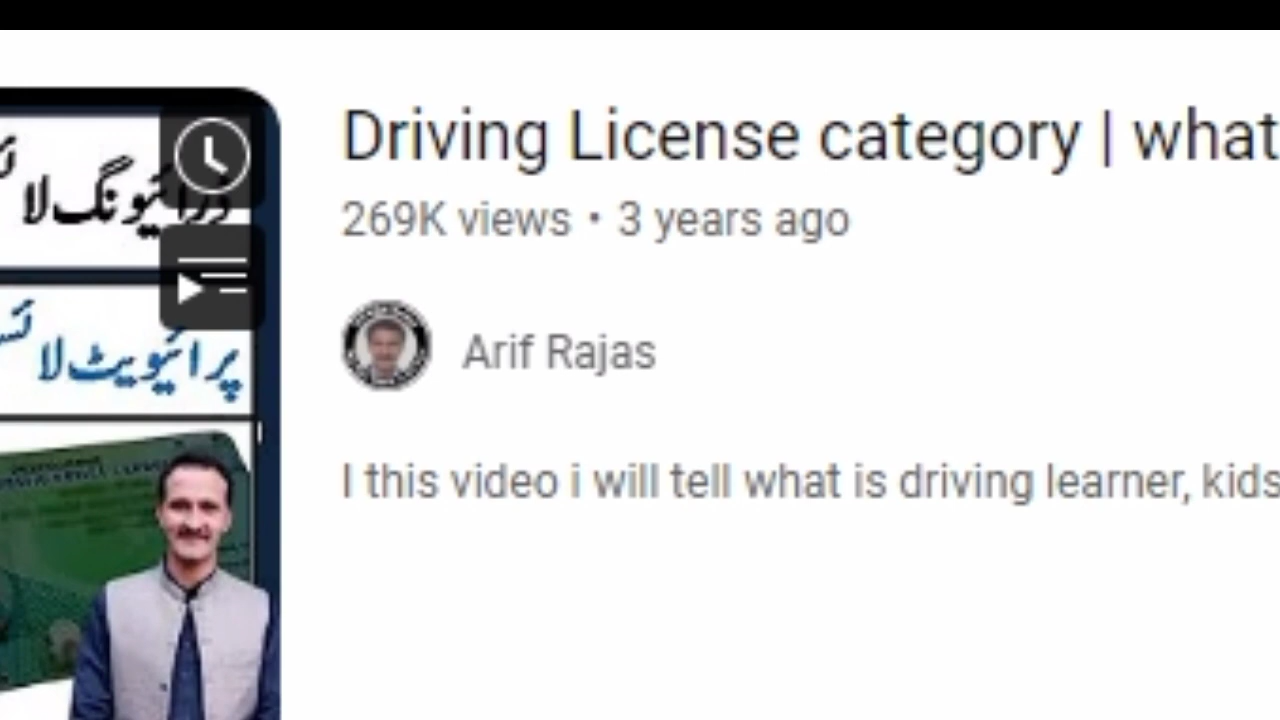 ڈرائیونگ لا
پرائیویٹ لائس
Driving License category | what
269K views • 3 years ago
Arif Rajas
I this video i will tell what is driving learner, kids